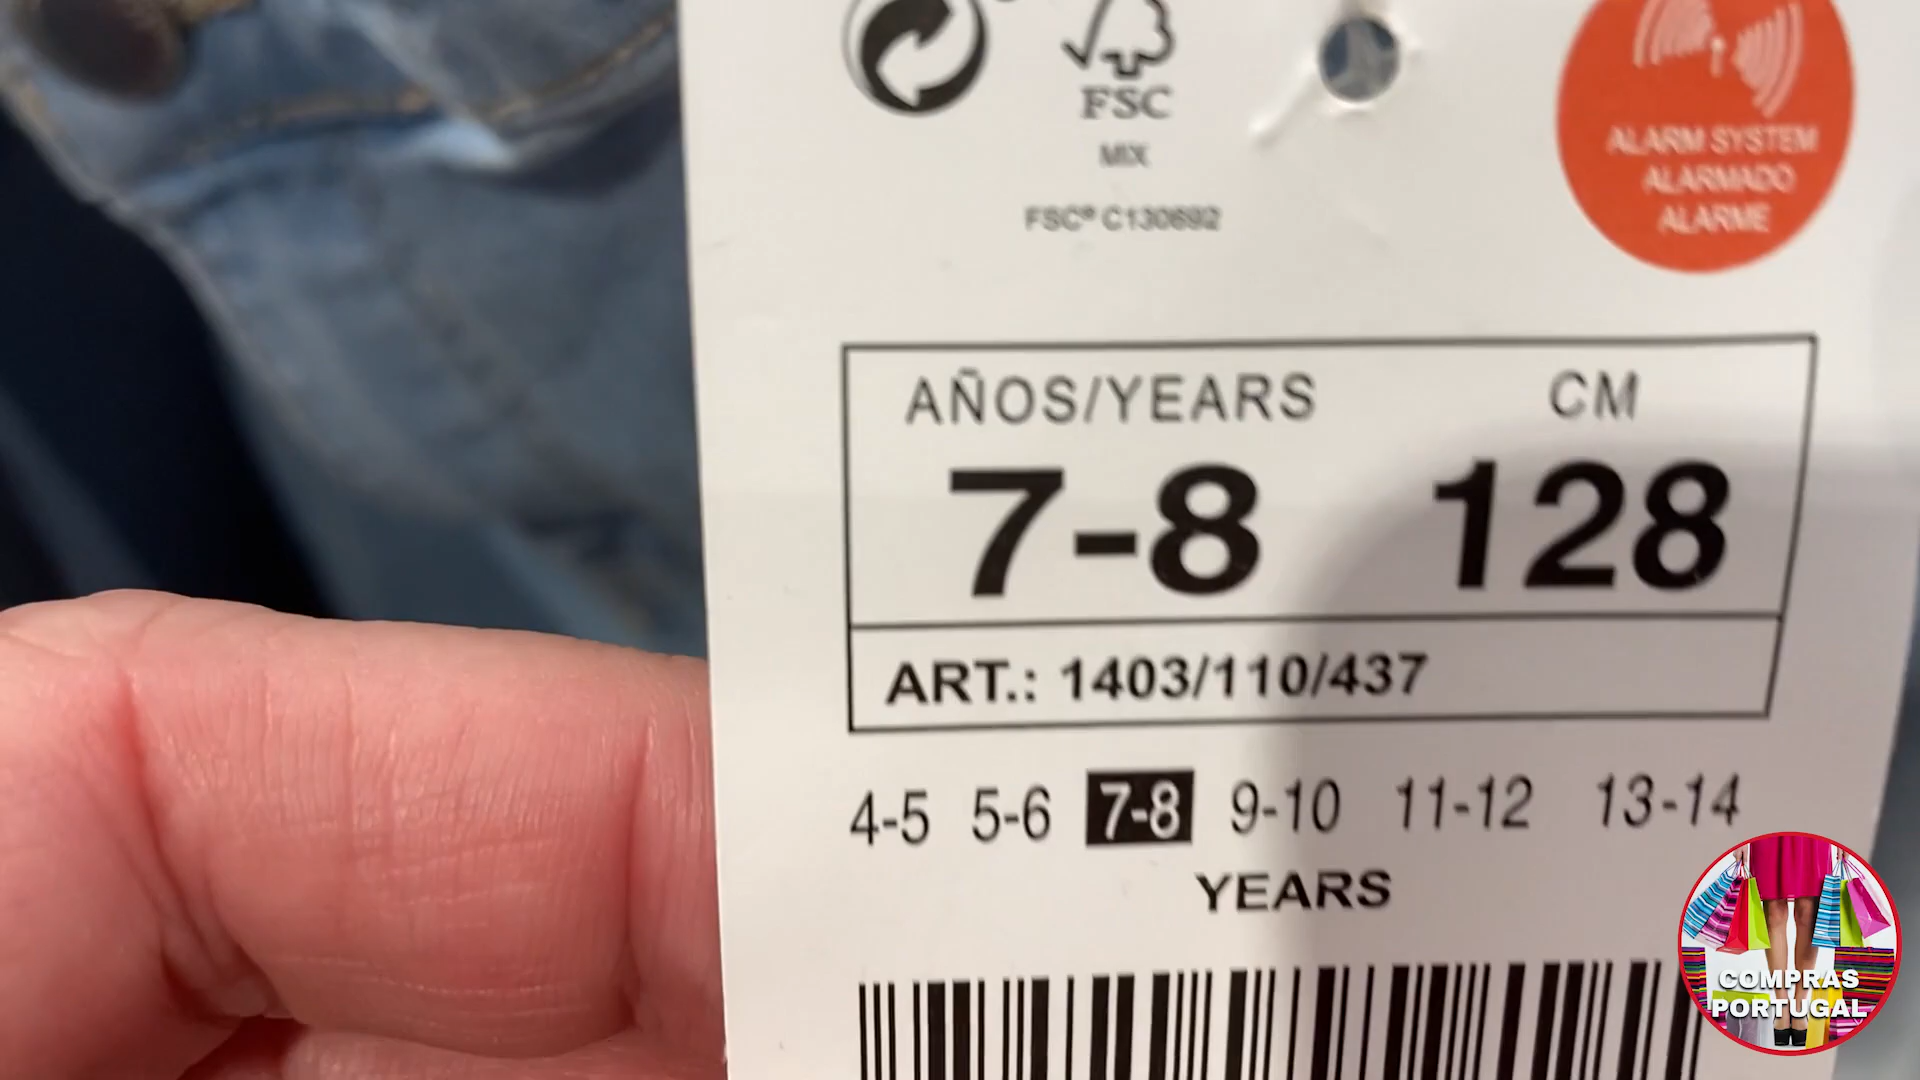 FSC
MIX
FSC® C130692
ALARM SYSTEM
ALARMADO
ALARME
AÑOS/YEARS CM
7-8 128
ART.: 1403/110/437
4-5 5-6 7-8 9-10 11-12 13-14
YEARS
COMPRAS
PORTUGAL